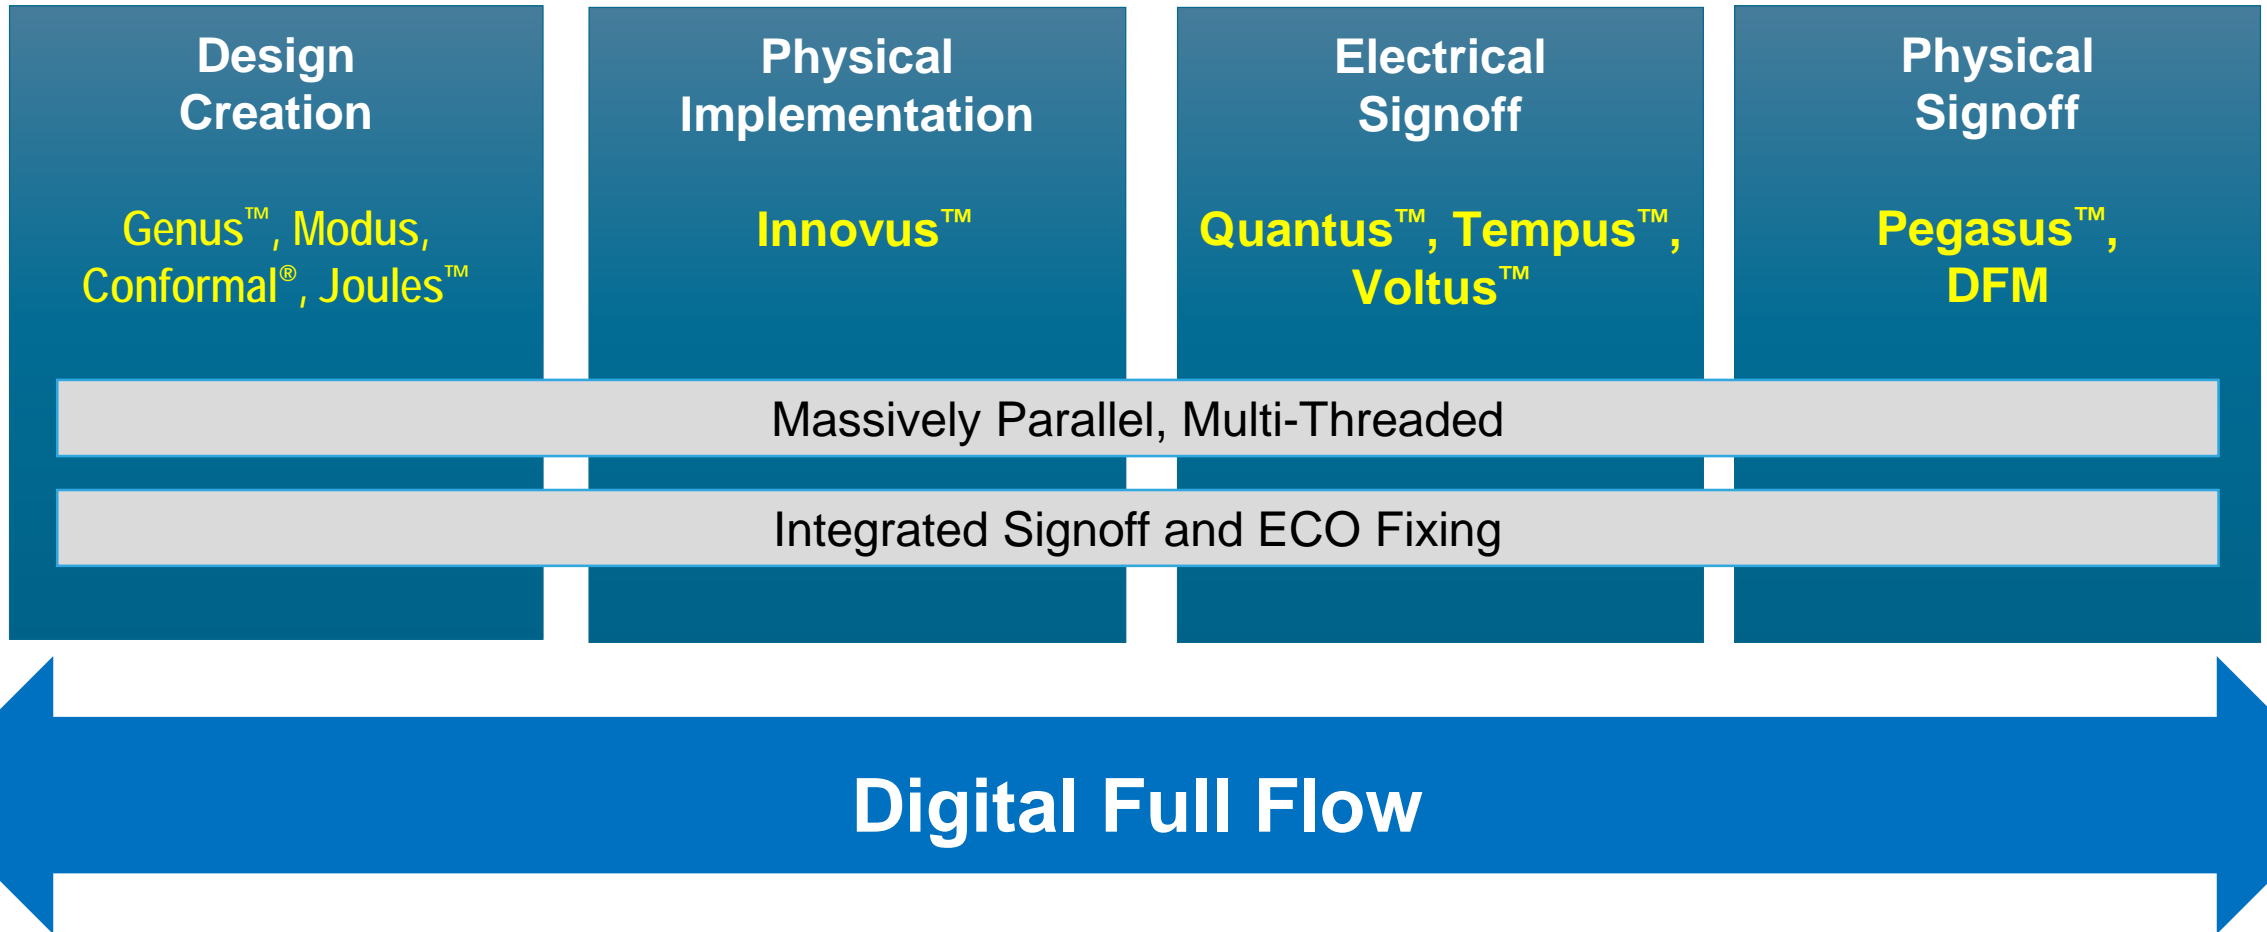 Design
Creation
Genus™, Modus,
Conformal®, Joules™
Physical
Implementation
Innovus™
Electrical
Signoff
Quantus™, Tempus™,
Voltus™
Physical
Signoff
Pegasus™,
DFM
Massively Parallel, Multi-Threaded
Integrated Signoff and ECO Fixing
Digital Full Flow